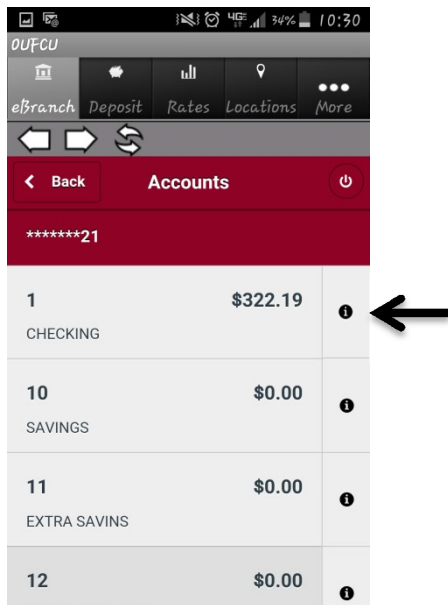 4G 34% 10:30
OUFCU
eBranch Deposit Rates Locations More
Back Accounts
*******21
1 $322.19
CHECKING
10 $0.00
SAVINGS
11 $0.00
EXTRA SAVINS
12 $0.00